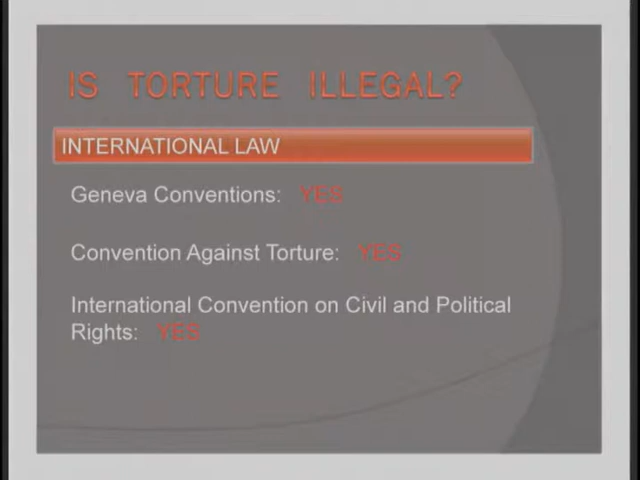 IS TORTURE ILLEGAL?
INTERNATIONAL LAW
Geneva Conventions: YES
Convention Against Torture: YES
International Convention on Civil and Political
Rights: YES